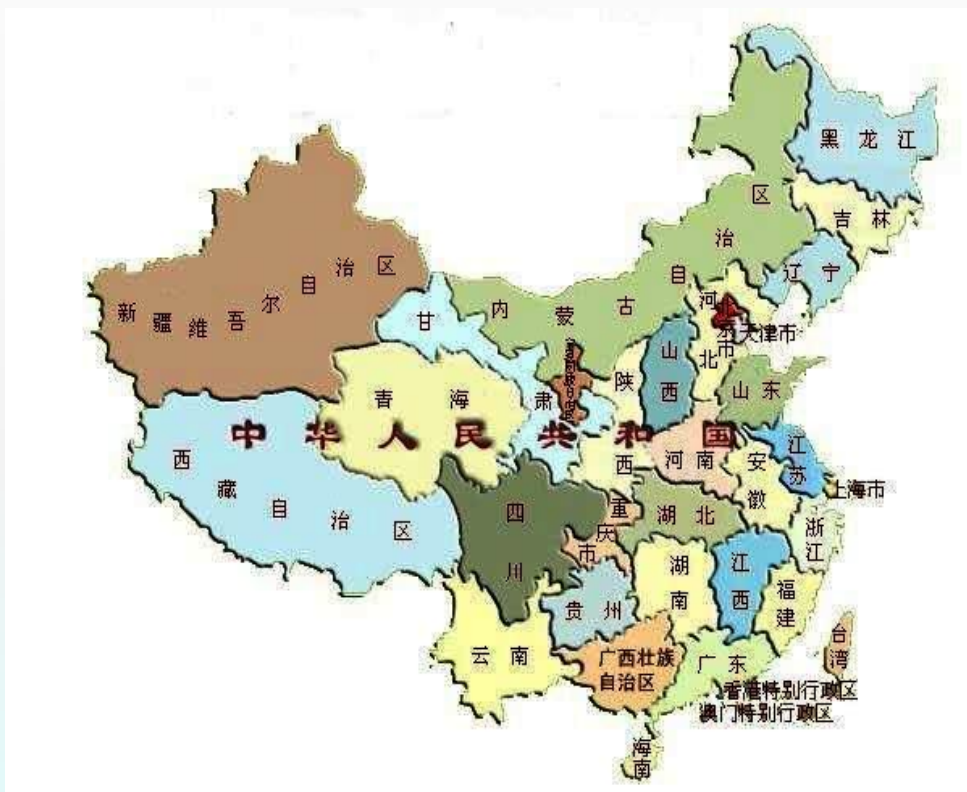 黑龙江
吉林
辽宁
内蒙古自治区
新疆维吾尔自治区
甘肃
青海
河北
北京市
天津市
山西
陕西
山东
中华人民共和国
西藏自治区
河南
江苏
安徽
上海市
四川
重庆市
湖北
浙江
江西
湖南
贵州
福建
云南
广西壮族
自治区
广东
台湾
香港特别行政区
澳门特别行政区
海南